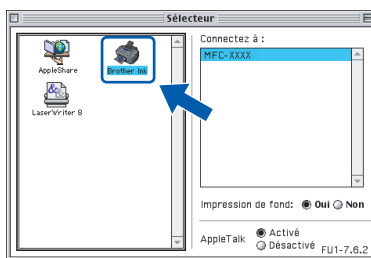 Sélecteur
AppleShare
Brother Ink
LaserWriter 8
Connectez à :
MFC-XXXX
Impression de fond: Oui Non
AppleTalk
Activé
Désactivé
FU1-7.6.2